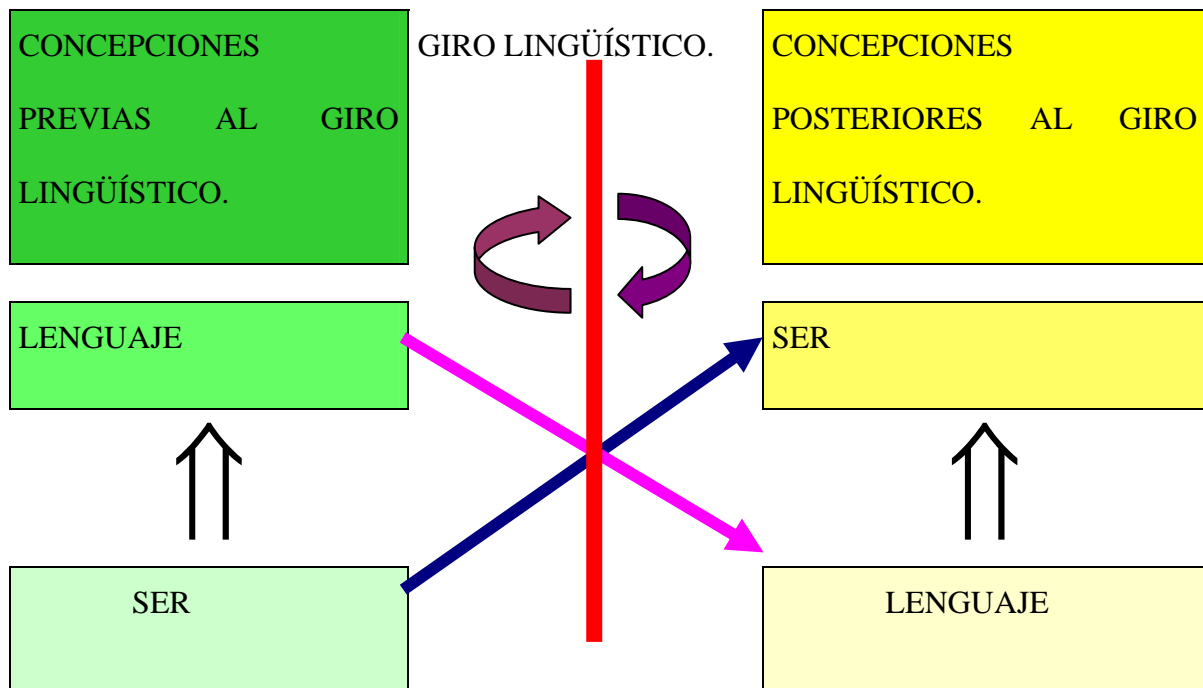 CONCEPCIONES
PREVIAS AL GIRO
LINGÜÍSTICO.
GIRO LINGÜÍSTICO.
CONCEPCIONES
POSTERIORES AL GIRO
LINGÜÍSTICO.
LENGUAJE
SER
SER
LENGUAJE